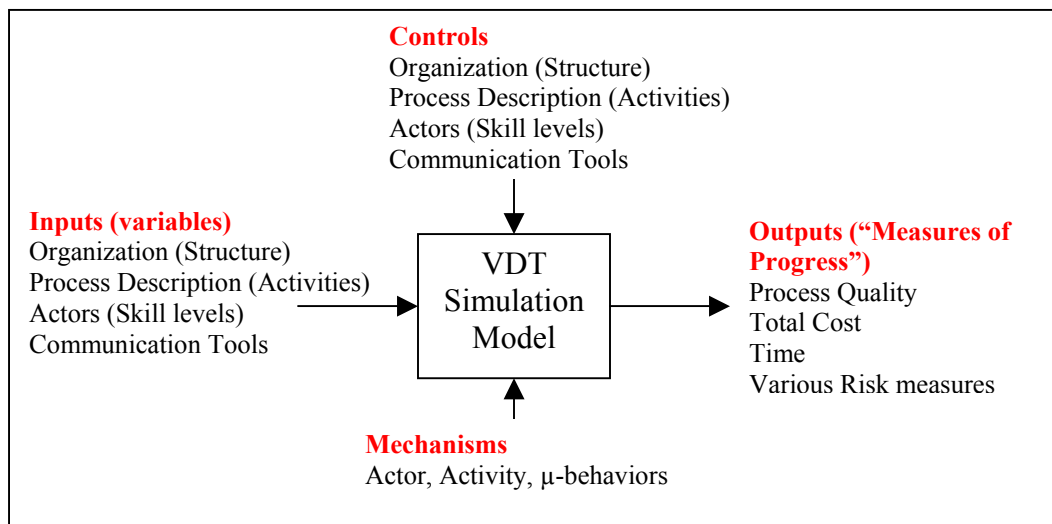 Controls
Organization (Structure)
Process Description (Activities)
Actors (Skill levels)
Communication Tools
Inputs (variables)
Organization (Structure)
Process Description (Activities)
Actors (Skill levels)
Communication Tools
VDT
Simulation
Model
Outputs (“Measures of
Progress”)
Process Quality
Total Cost
Time
Various Risk measures
Mechanisms
Actor, Activity, µ-behaviors